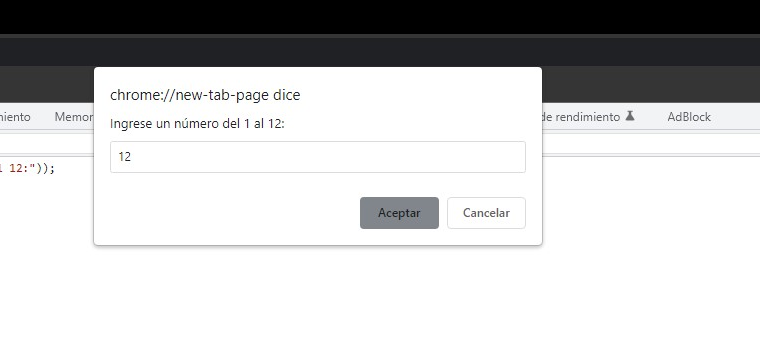 chrome://new-tab-page dice
Ingrese un número del 1 al 12:
12
Aceptar
Cancelar
miento Memor de rendimiento AdBlock
12:"));